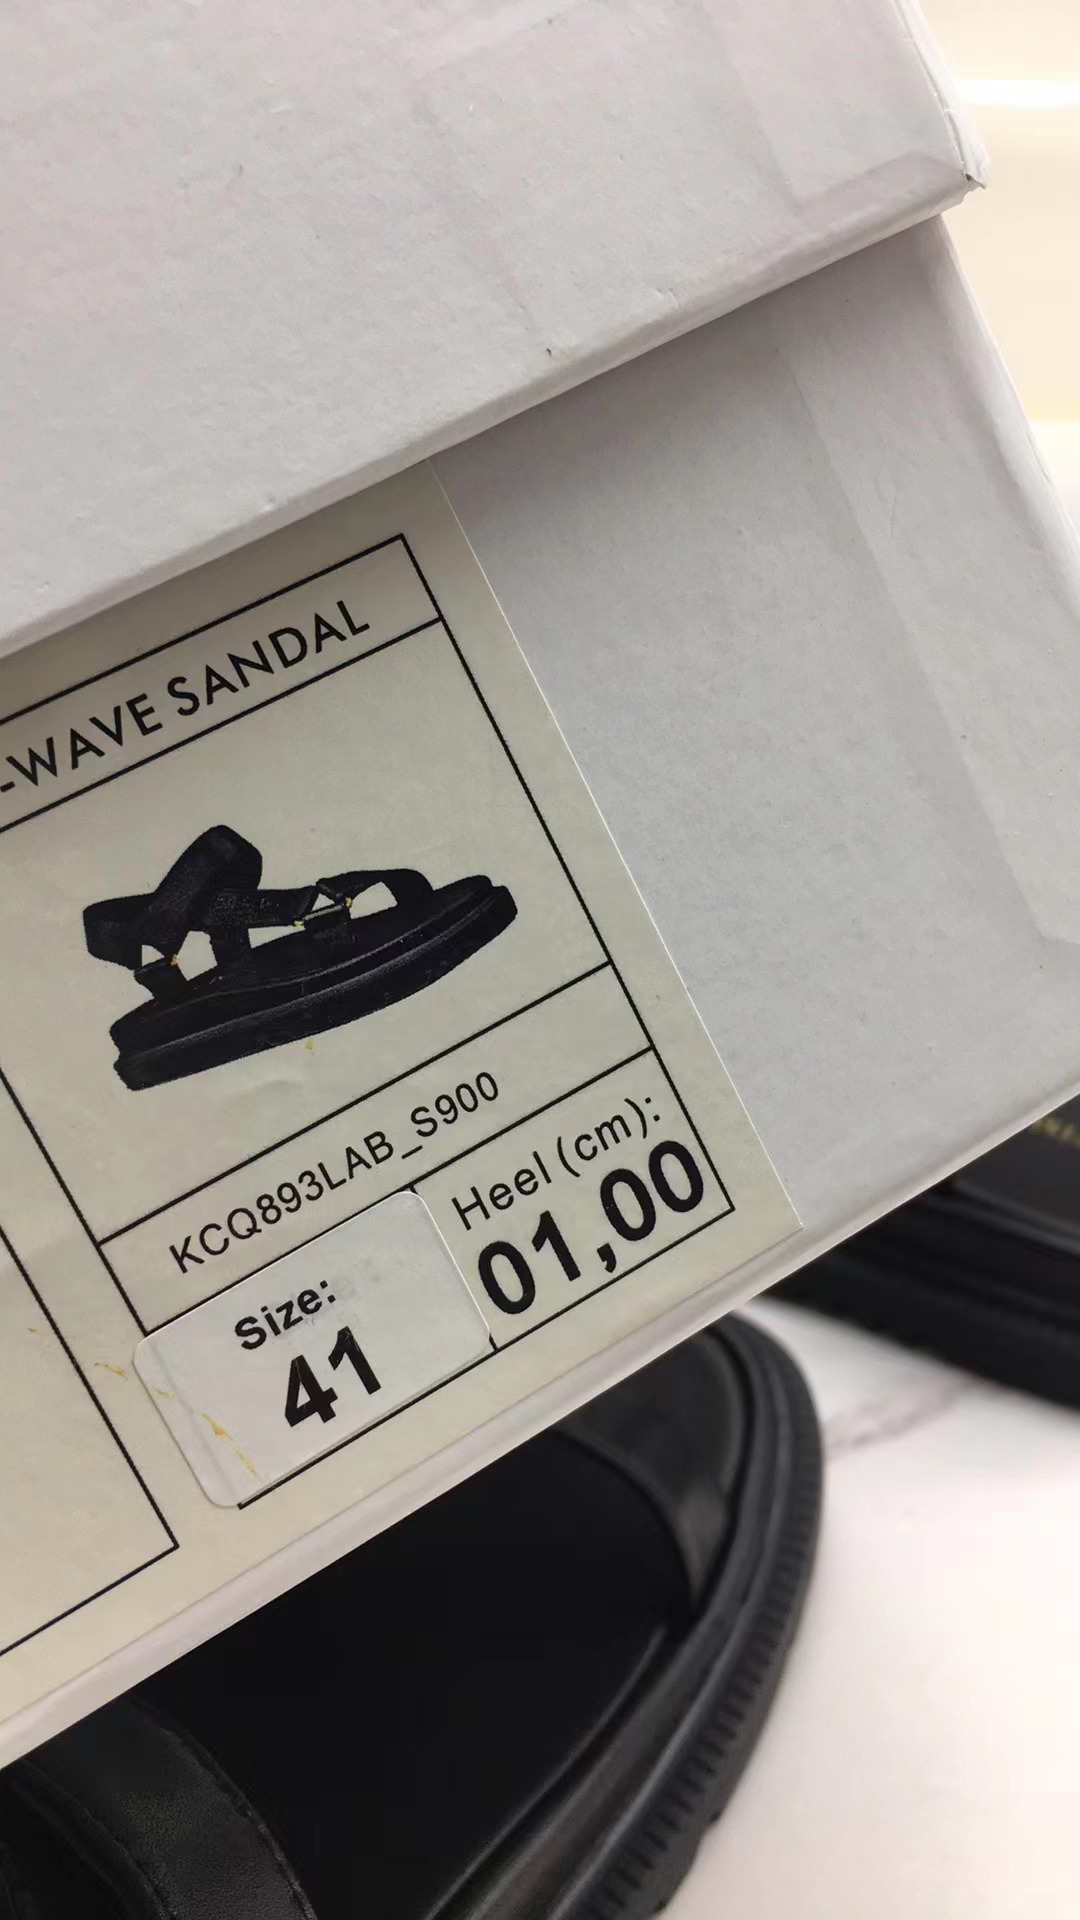 -WAVE SANDAL
KCQ893LAB_S900
Size:
41
Heel (cm):
01,00